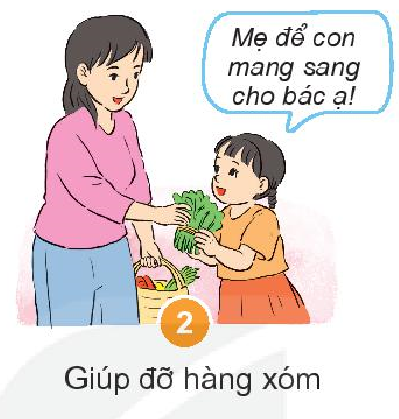 Mẹ để con
mang sang
cho bác ạ!
2
Giúp đỡ hàng xóm